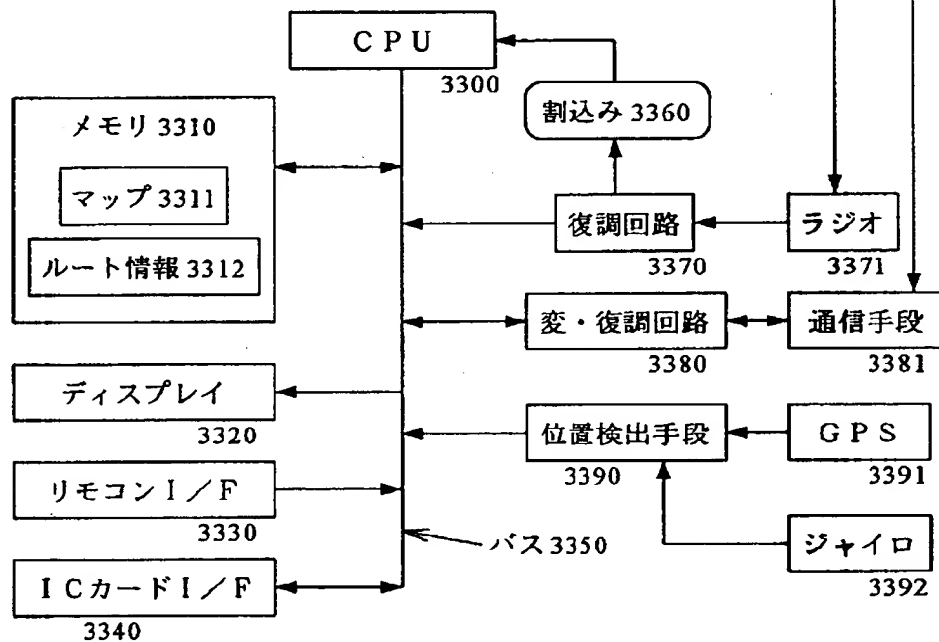 CPU
3300
割込み 3360
メモリ 3310
マップ 3311
ルート情報 3312
復調回路
3370
ラジオ
3371
変・復調回路
3380
通信手段
3381
ディスプレイ
3320
位置検出手段
3390
GPS
3391
リモコンI/F
3330
バス3350
ジャイロ
3392
ICカードI/F
3340